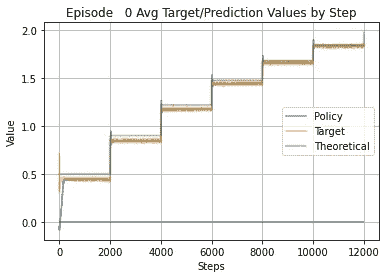 Episode   0 Avg Target/Prediction Values by Step
2.0
1.5
1.0
0.5
0.0
Value
Policy
Target
Theoretical
0
2000
4000
6000
8000
10000
12000
Steps